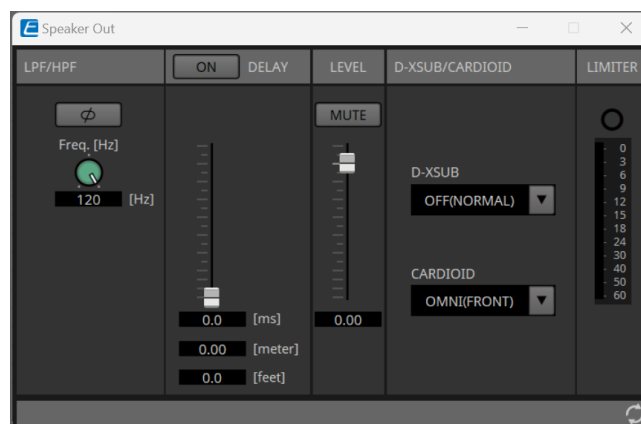 Speaker Out
LPF/HPF
ON DELAY
LEVEL
D-XSUB/CARDIOID
LIMITER
Φ
Freq. [Hz]
120 [Hz]
0.0 [ms]
0.00 [meter]
0.0 [feet]
MUTE
0.00
D-XSUB
OFF(NORMAL)
CARDIOID
OMNI(FRONT)
0
3
6
9
12
15
18
24
30
40
50
60